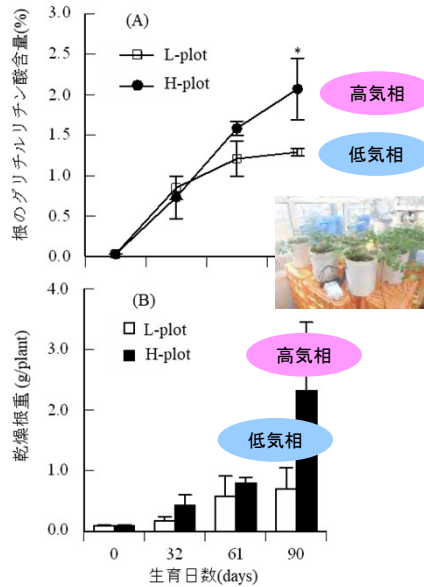 (A)
L-plot
H-plot
*
高気相
低気相
根のグリチルリチン酸含量(%)
3.0
2.5
2.0
1.5
1.0
0.5
0.0
(B)
L-plot
H-plot
高気相
低気相
乾燥根重(g/plant)
4.0
3.0
2.0
1.0
0.0
0
32
61
90
生育日数(days)